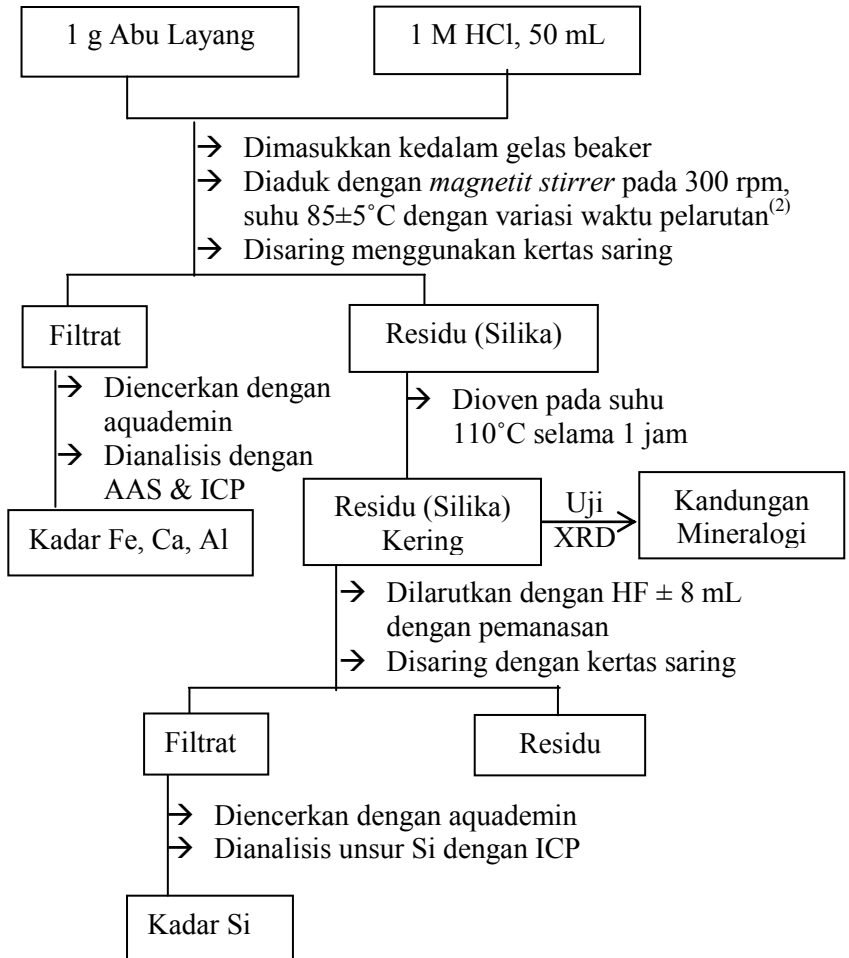 1 g Abu Layang
1 M HCl, 50 mL
→ Dimasukkan kedalam gelas beaker
→ Diaduk dengan magnetit stirrer pada 300 rpm,
suhu 85±5˚C dengan variasi waktu pelarutan(2)
→ Disaring menggunakan kertas saring
Filtrat
Residu (Silika)
→ Diencerkan dengan
aquademin
→ Dianalisis dengan
AAS & ICP
→ Dioven pada suhu
110˚C selama 1 jam
Kadar Fe, Ca, Al
Residu (Silika)
Kering
Uji
XRD
Kandungan
Mineralogi
→ Dilarutkan dengan HF ± 8 mL
dengan pemanasan
→ Disaring dengan kertas saring
Filtrat
Residu
→ Diencerkan dengan aquademin
→ Dianalisis unsur Si dengan ICP
Kadar Si